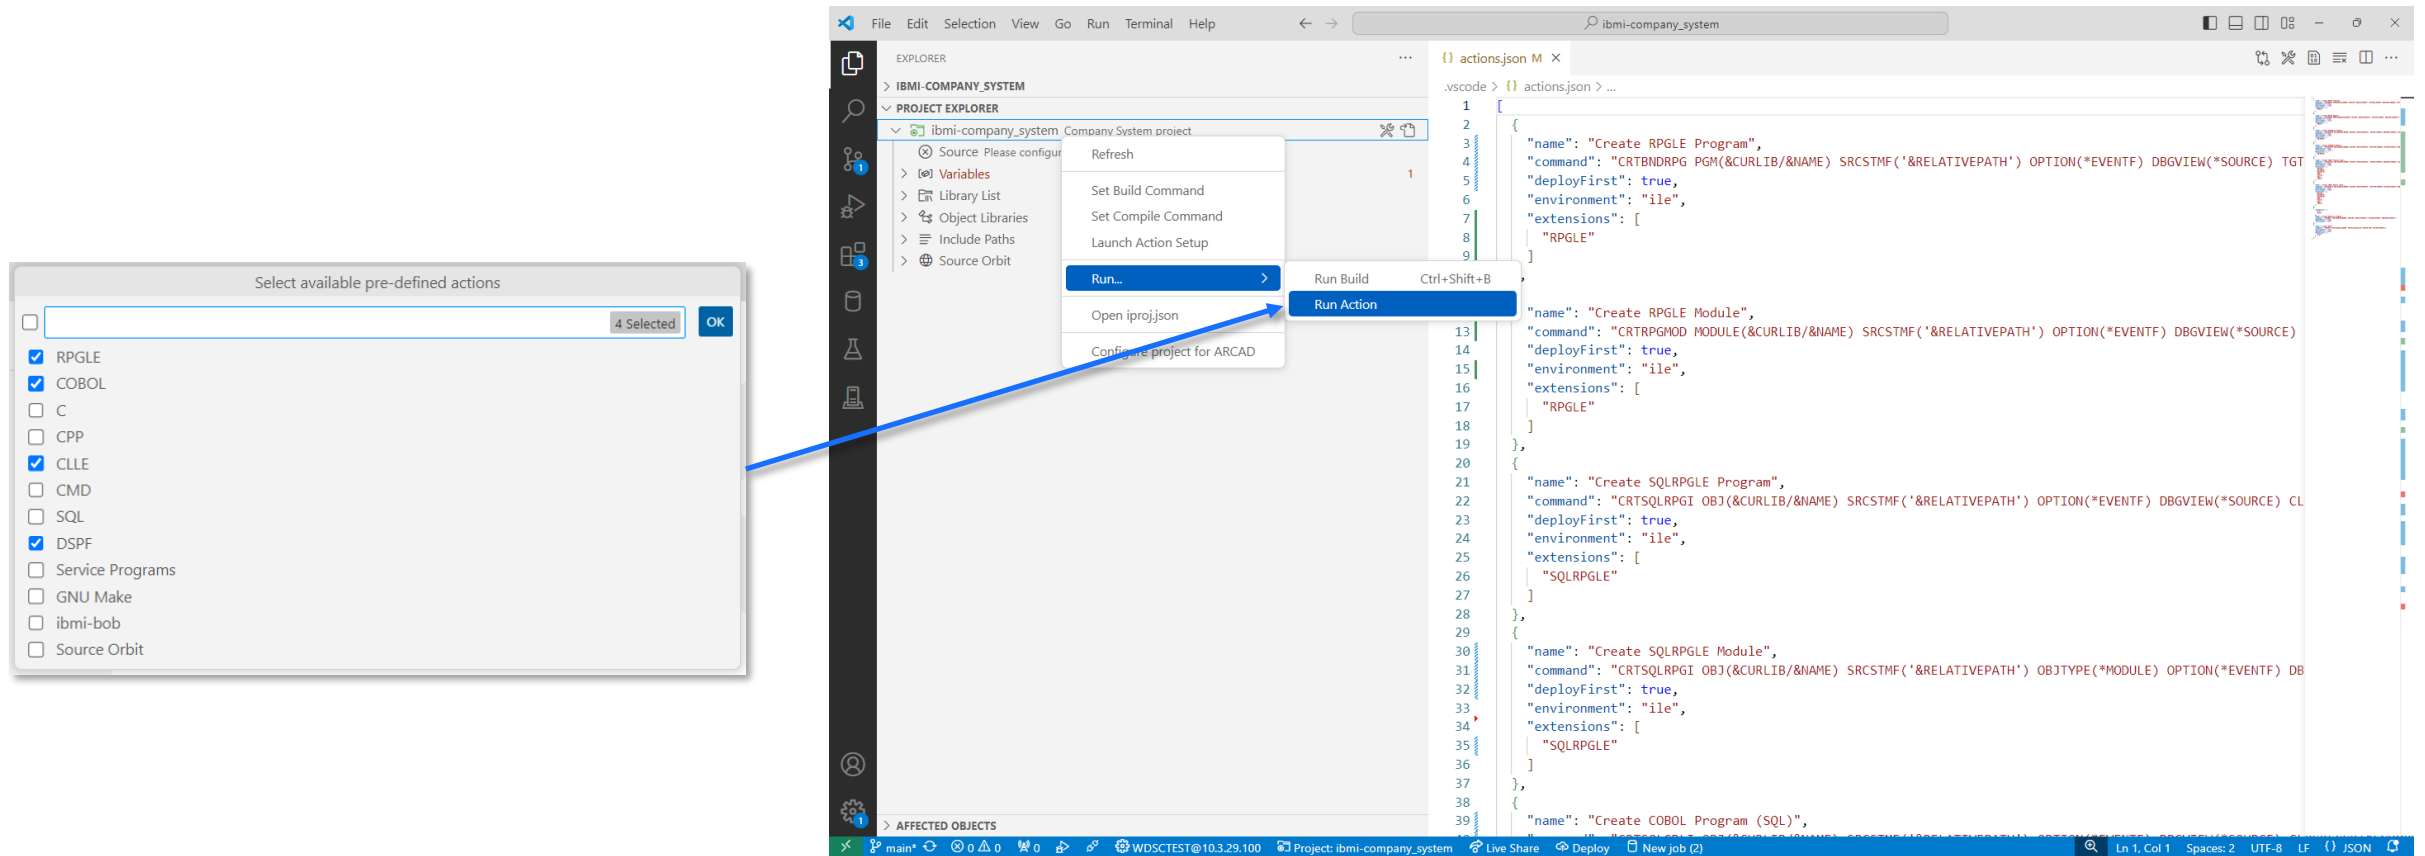 Select available pre-defined actions
4 Selected
OK
RPGLE
COBOL
C
CPP
CLLE
CMD
SQL
DSPF
Service Programs
GNU Make
ibmi-bob
Source Orbit
File Edit Selection View Go Run Terminal Help
ibmi-company_system
EXPLORER
IBMI-COMPANY_SYSTEM
PROJECT EXPLORER
ibmi-company_system Company System project
Source Please configur
Variables 1
Library List
Object Libraries
Include Paths
Source Orbit
AFFECTED OBJECTS
1
3
1
Refresh
Set Build Command
Set Compile Command
Launch Action Setup
Run...
Open iproj.json
Configure project for ARCAD
Run Build Ctrl+Shift+B
Run Action
{} actions.json M
.vscode > {} actions.json > ...
1 [
2 {
3 "name": "Create RPGLE Program",
4 "command": "CRTBNDRPG PGM(&CURLIB/&NAME) SRCSTMF('&RELATIVEPATH') OPTION(*EVENTF) DBGVIEW(*SOURCE) TGT
5 "deployFirst": true,
6 "environment": "ile",
7 "extensions": [
8 "RPGLE"
9 ]
,
"name": "Create RPGLE Module",
13 "command": "CRTRPGMOD MODULE(&CURLIB/&NAME) SRCSTMF('&RELATIVEPATH') OPTION(*EVENTF) DBGVIEW(*SOURCE)
14 "deployFirst": true,
15 "environment": "ile",
16 "extensions": [
17 "RPGLE"
18 ]
19 },
20 {
21 "name": "Create SQLRPGLE Program",
22 "command": "CRTSQLRPGI OBJ(&CURLIB/&NAME) SRCSTMF('&RELATIVEPATH') OPTION(*EVENTF) DBGVIEW(*SOURCE) CL
23 "deployFirst": true,
24 "environment": "ile",
25 "extensions": [
26 "SQLRPGLE"
27 ]
28 },
29 {
30 "name": "Create SQLRPGLE Module",
31 "command": "CRTSQLRPGI OBJ(&CURLIB/&NAME) SRCSTMF('&RELATIVEPATH') OBJTYPE(*MODULE) OPTION(*EVENTF) DB
32 "deployFirst": true,
33 "environment": "ile",
34 "extensions": [
35 "SQLRPGLE"
36 ]
37 },
38 {
39 "name": "Create COBOL Program (SQL)",
main* 0 0 0 WDSCTEST@10.3.29.100 Project: ibmi-company_system Live Share Deploy New job (2) Ln 1, Col 1 Spaces: 2 UTF-8 LF {} JSON